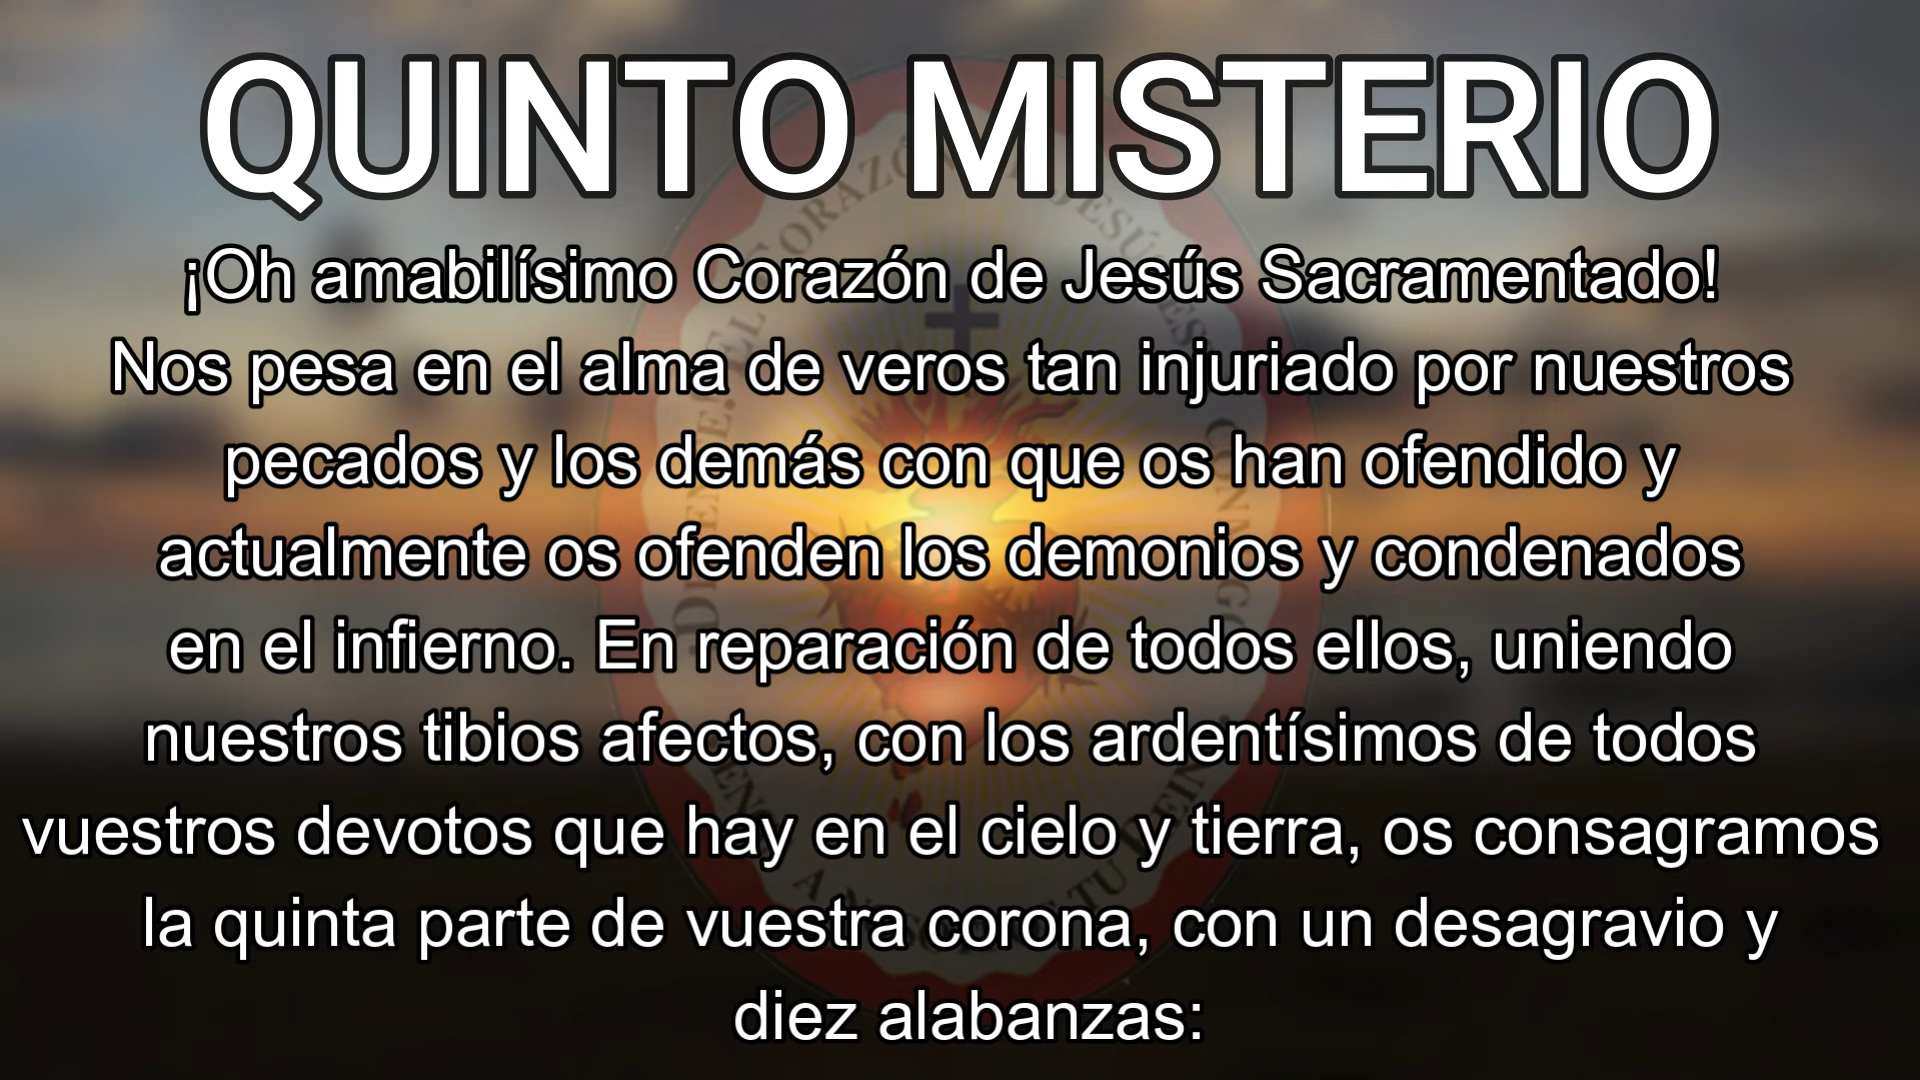 QUINTO MISTERIO
¡Oh amabilísimo Corazón de Jesús Sacramentado!
Nos pesa en el alma de veros tan injuriado por nuestros
pecados y los demás con que os han ofendido y
actualmente os ofenden los demonios y condenados
en el infierno. En reparación de todos ellos, uniendo
nuestros tibios afectos, con los ardentísimos de todos
vuestros devotos que hay en el cielo y tierra, os consagramos
la quinta parte de vuestra corona, con un desagravio y
diez alabanzas: